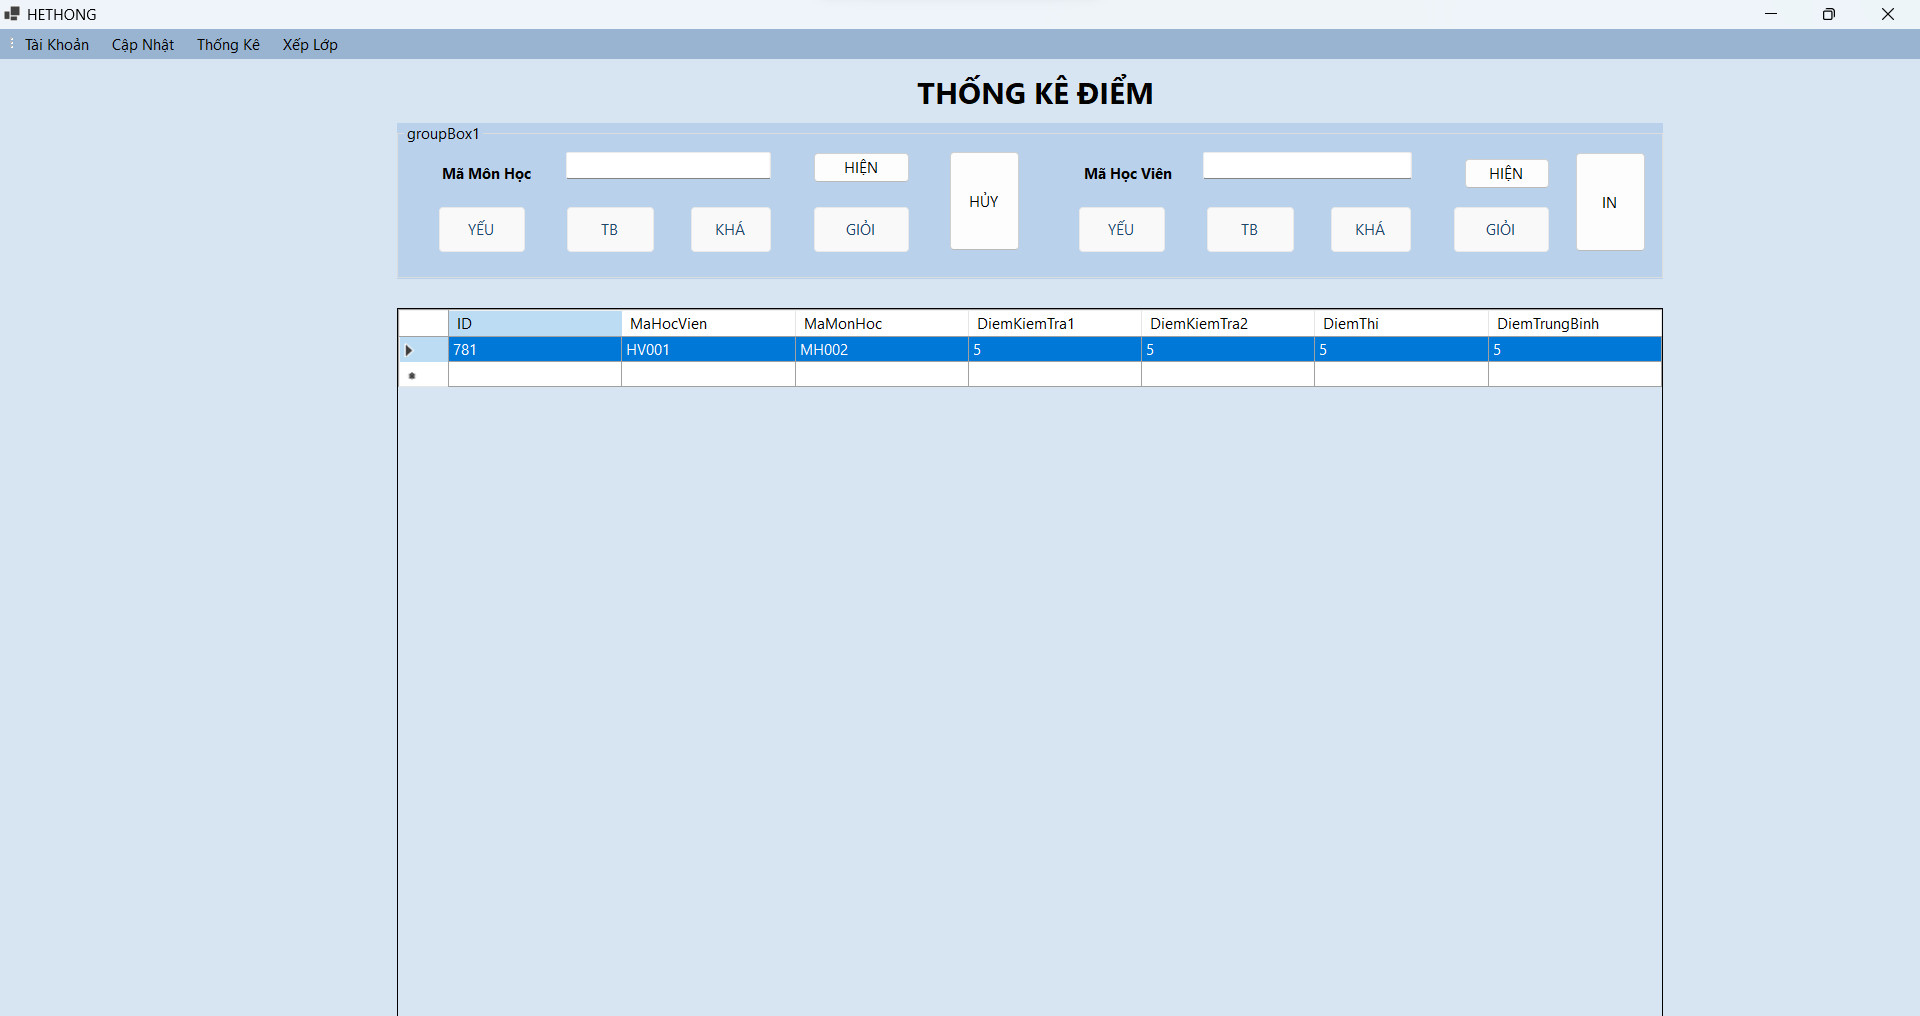 HETHONG
Tài Khoản Cập Nhật Thống Kê Xếp Lớp
THỐNG KÊ ĐIỂM
groupBox1
Mã Môn Học HIỆN HỦY Mã Học Viên HIỆN IN
YẾU TB KHÁ GIỎI YẾU TB KHÁ GIỎI
ID MaHocVien MaMonHoc DiemKiemTra1 DiemKiemTra2 DiemThi DiemTrungBinh
781 HV001 MH002 5 5 5 5